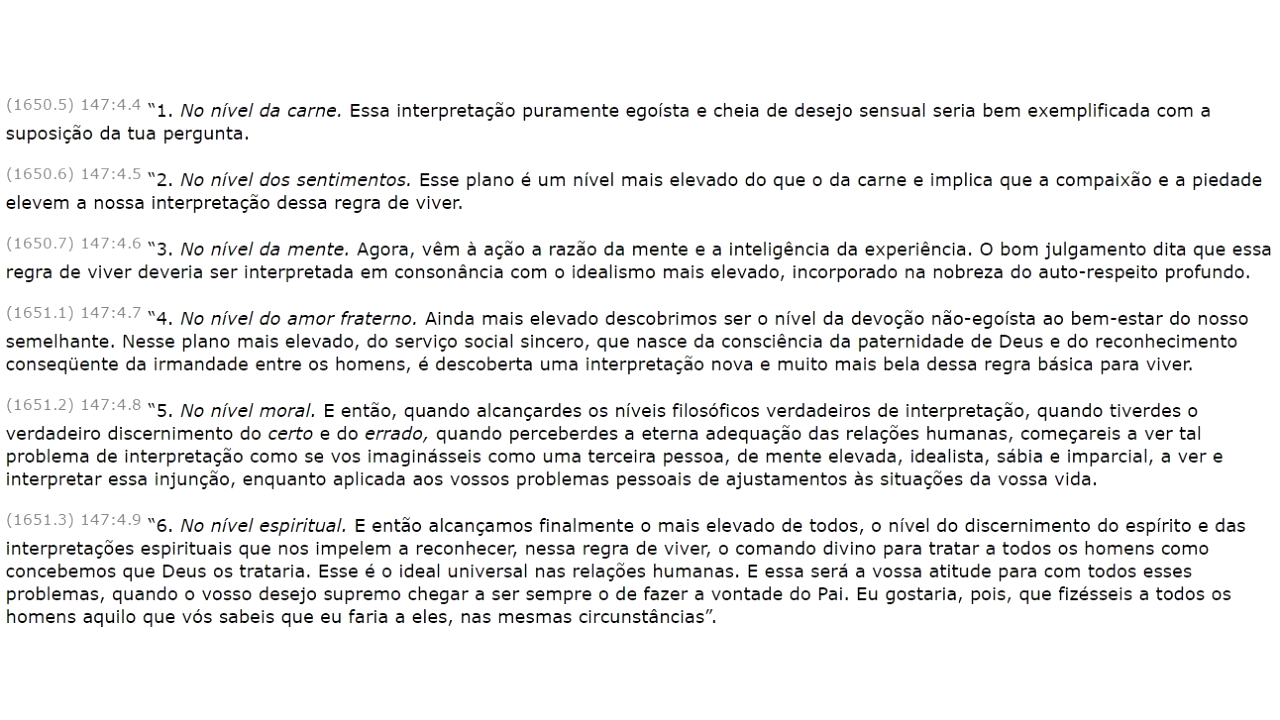 (1650.5) 147:4.4 “1. No nível da carne. Essa interpretação puramente egoísta e cheia de desejo sensual seria bem exemplificada com a
suposição da tua pergunta.
(1650.6) 147:4.5 “2. No nível dos sentimentos. Esse plano é um nível mais elevado do que o da carne e implica que a compaixão e a piedade
elevem a nossa interpretação dessa regra de viver.
(1650.7) 147:4.6 “3. No nível da mente. Agora, vêm à ação a razão da mente e a inteligência da experiência. O bom julgamento dita que essa
regra de viver deveria ser interpretada em consonância com o idealismo mais elevado, incorporado na nobreza do auto-respeito profundo.
(1651.1) 147:4.7 “4. No nível do amor fraterno. Ainda mais elevado descobrimos ser o nível da devoção não-egoísta ao bem-estar do nosso
semelhante. Nesse plano mais elevado, do serviço social sincero, que nasce da consciência da paternidade de Deus e do reconhecimento
conseqüente da irmandade entre os homens, é descoberta uma interpretação nova e muito mais bela dessa regra básica para viver.
(1651.2) 147:4.8 “5. No nível moral. E então, quando alcançardes os níveis filosóficos verdadeiros de interpretação, quando tiverdes o
verdadeiro discernimento do certo e do errado, quando perceberdes a eterna adequação das relações humanas, começareis a ver tal
problema de interpretação como se vos imaginásseis como uma terceira pessoa, de mente elevada, idealista, sábia e imparcial, a ver e
interpretar essa injunção, enquanto aplicada aos vossos problemas pessoais de ajustamentos às situações da vossa vida.
(1651.3) 147:4.9 “6. No nível espiritual. E então alcançamos finalmente o mais elevado de todos, o nível do discernimento do espírito e das
interpretações espirituais que nos impelem a reconhecer, nessa regra de viver, o comando divino para tratar a todos os homens como
concebemos que Deus os trataria. Esse é o ideal universal nas relações humanas. E essa será a vossa atitude para com todos esses
problemas, quando o vosso desejo supremo chegar a ser sempre o de fazer a vontade do Pai. Eu gostaria, pois, que fizésseis a todos os
homens aquilo que vós sabeis que eu faria a eles, nas mesmas circunstâncias”.